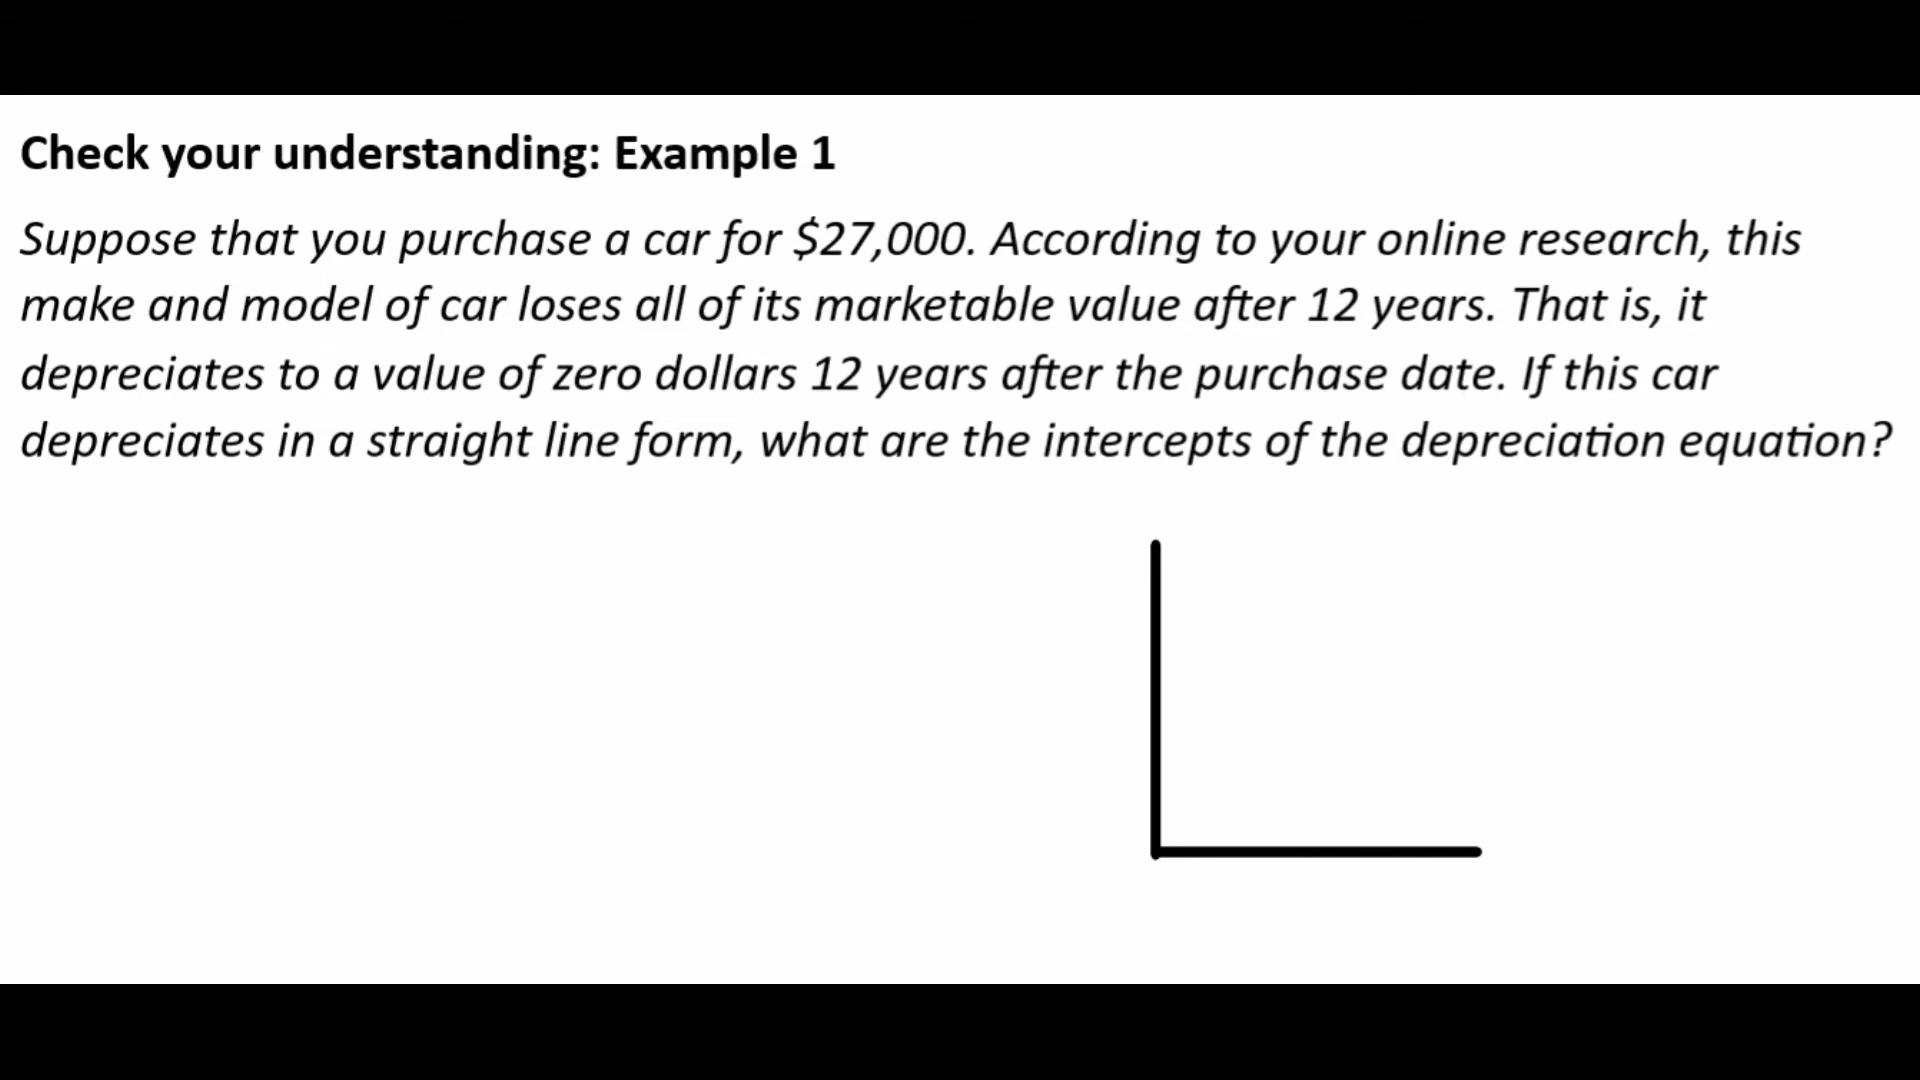 Check your understanding: Example 1
Suppose that you purchase a car for $27,000. According to your online research, this
make and model of car loses all of its marketable value after 12 years. That is, it
depreciates to a value of zero dollars 12 years after the purchase date. If this car
depreciates in a straight line form, what are the intercepts of the depreciation equation?